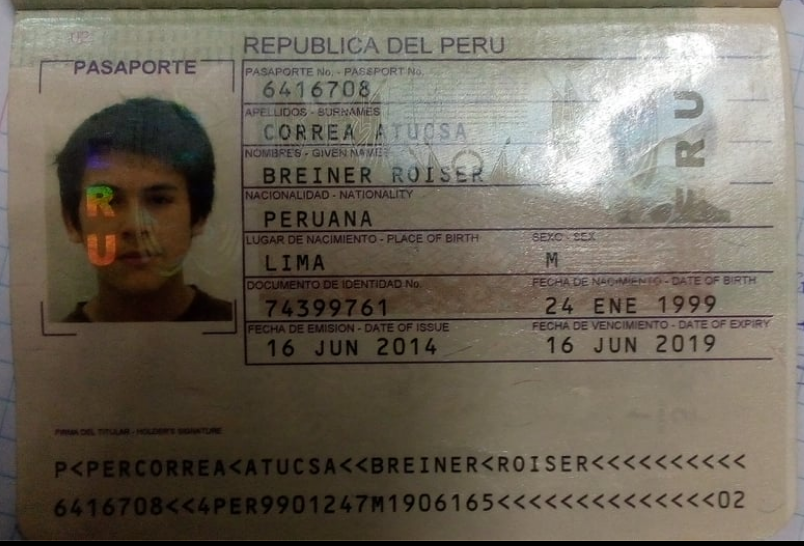 PASAPORTE
REPUBLICA DEL PERU
PASAPORTE No. - PASSPORT No.
6416708
APELLIDOS - SURNAMES
CORREA ATUCSA
NOMBRES - GIVEN NAMES
BREINER ROISER
NACIONALIDAD - NATIONALITY
PERUANA
LUGAR DE NACIMIENTO - PLACE OF BIRTH SEXO - SEX
LIMA M
DOCUMENTO DE IDENTIDAD No. FECHA DE NACIMIENTO - DATE OF BIRTH
74399761 24 ENE 1999
FECHA DE EMISION - DATE OF ISSUE FECHA DE VENCIMIENTO - DATE OF EXPIRY
16 JUN 2014 16 JUN 2019
FIRMA DEL TITULAR - HOLDER'S SIGNATURE
P<PERCORREA<ATUCSA<<BREINER<ROISER<<<<<<<<<<
6416708<<4PER9901247M1906165<<<<<<<<<<<<<<02